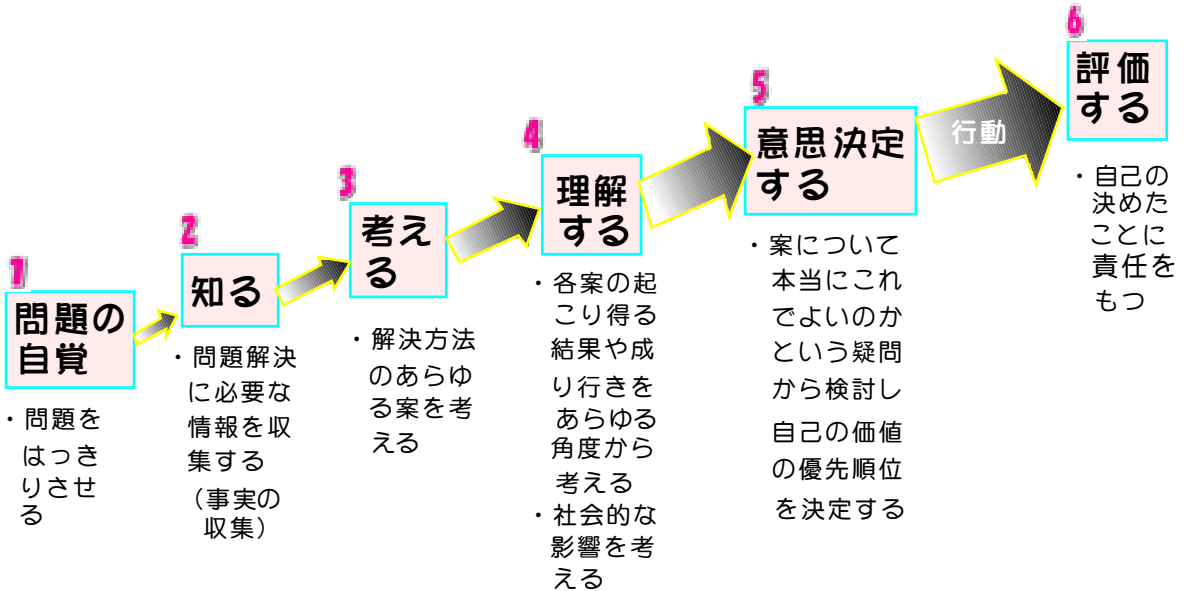 1
問題の
自覚
・問題を
はっき
りさせ
る
2
知る
・問題解決
に必要な
情報を収
集する
（事実の
収集）
3
考え
る
・解決方法
のあらゆ
る案を考
える
4
理解
する
・各案の起
こり得る
結果や成
り行きを
あらゆる
角度から
考える
・社会的な
影響を考
える
5
意思決定
する
・案について
本当にこれ
でよいのか
という疑問
から検討し
自己の価値
の優先順位
を決定する
行動
6
評価
する
・自己の
決めた
ことに
責任を
もつ